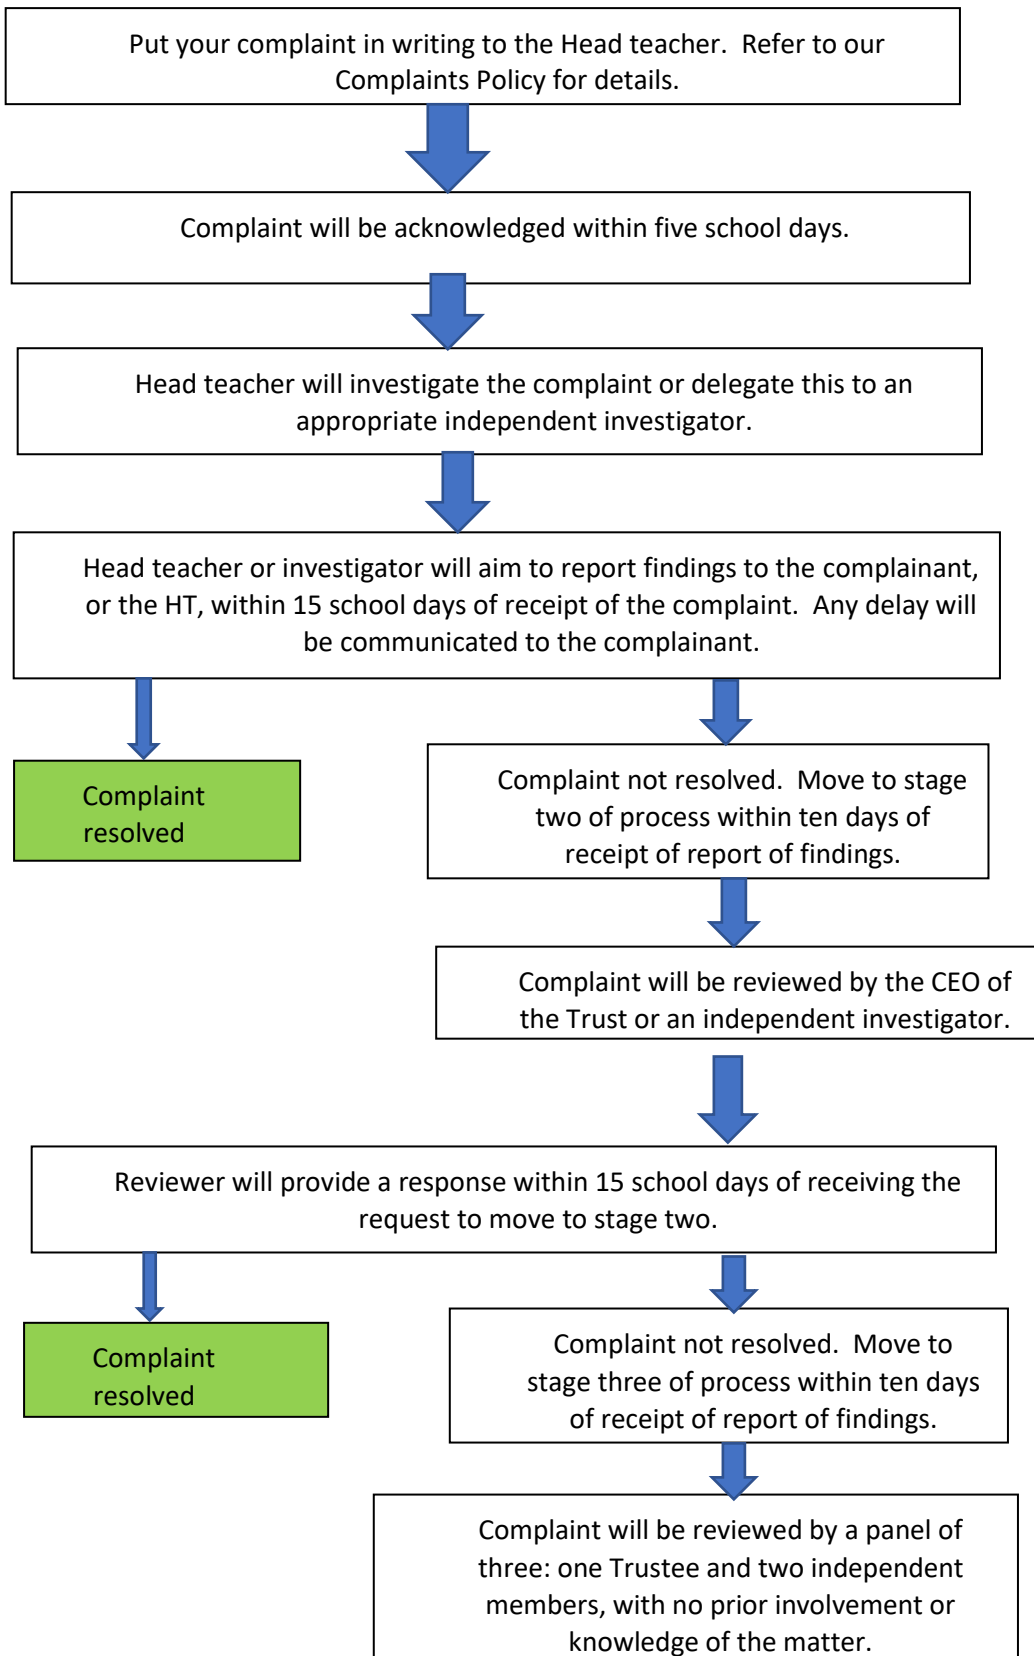 Put your complaint in writing to the Head teacher.  Refer to our
Complaints Policy for details.
Complaint will be acknowledged within five school days.
Head teacher will investigate the complaint or delegate this to an
appropriate independent investigator.
Head teacher or investigator will aim to report findings to the complainant,
or the HT, within 15 school days of receipt of the complaint.  Any delay will
be communicated to the complainant.
Complaint
resolved
Complaint not resolved.  Move to stage
two of process within ten days of
receipt of report of findings.
Complaint will be reviewed by the CEO of
the Trust or an independent investigator.
Reviewer will provide a response within 15 school days of receiving the
request to move to stage two.
Complaint
resolved
Complaint not resolved.  Move to
stage three of process within ten days
of receipt of report of findings.
Complaint will be reviewed by a panel of
three: one Trustee and two independent
members, with no prior involvement or
knowledge of the matter.